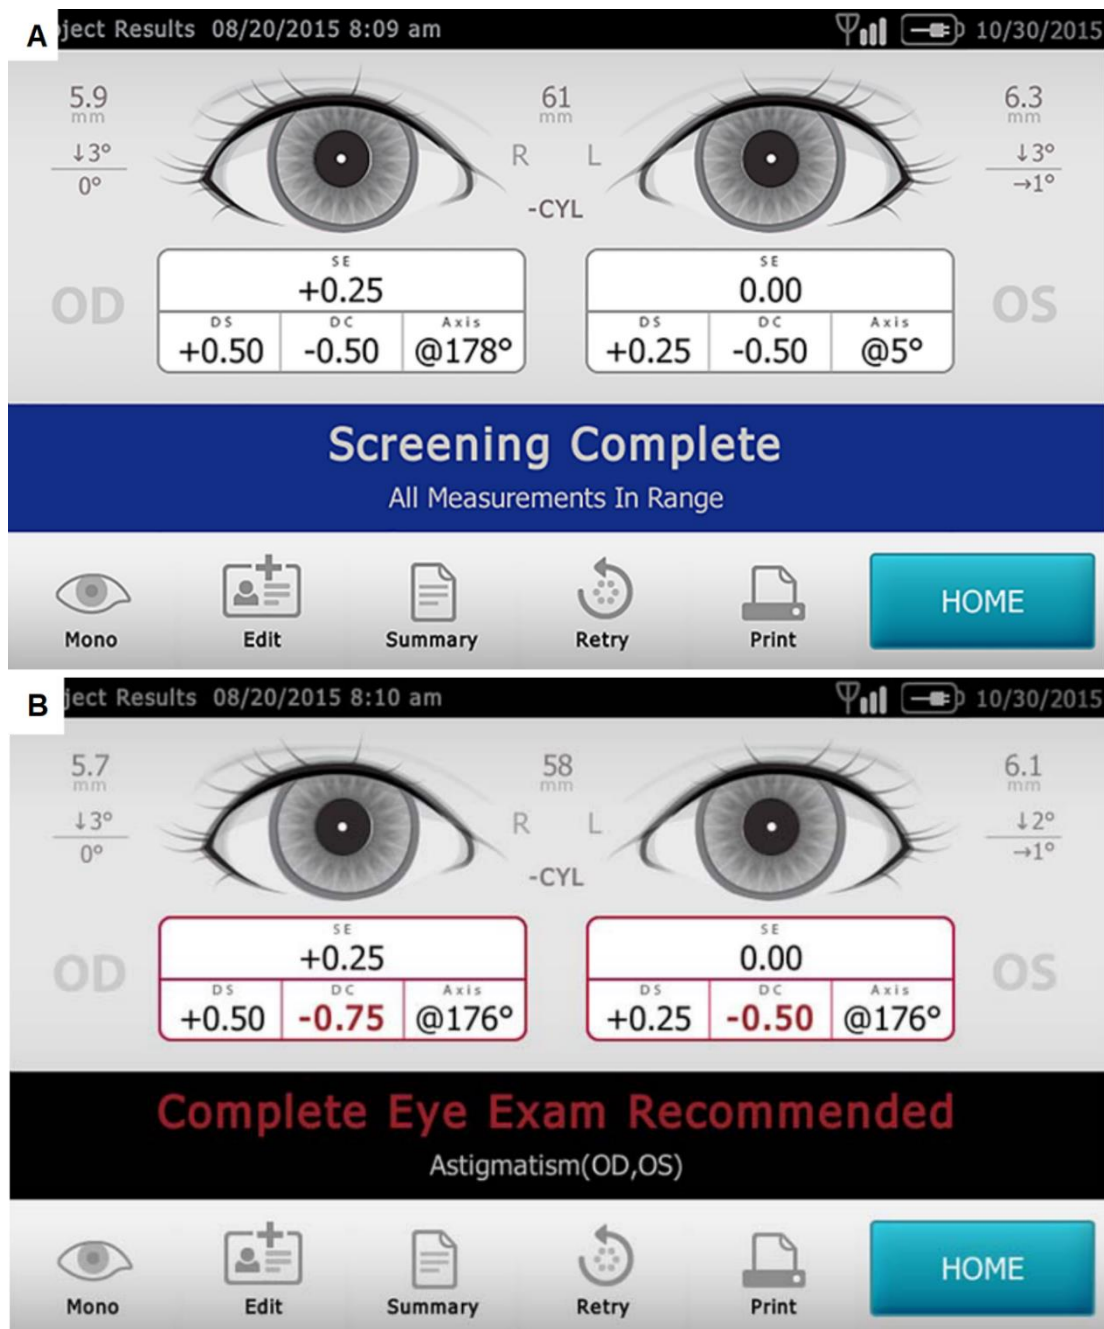 A ject Results 08/20/2015 8:09 am 10/30/2015
5.9 61 6.3
mm mm mm
↓3° R L ↓3°
0° →1°
-CYL
OD SE SE OS
+0.25 0.00
DS DC Axis DS DC Axis
+0.50 -0.50 @178° +0.25 -0.50 @5°
Screening Complete
All Measurements In Range
Mono Edit Summary Retry Print HOME
B ject Results 08/20/2015 8:10 am 10/30/2015
5.7 58 6.1
mm mm mm
↓3° R L ↓2°
0° →1°
-CYL
OD SE SE OS
+0.25 0.00
DS DC Axis DS DC Axis
+0.50 -0.75 @176° +0.25 -0.50 @176°
Complete Eye Exam Recommended
Astigmatism(OD,OS)
Mono Edit Summary Retry Print HOME